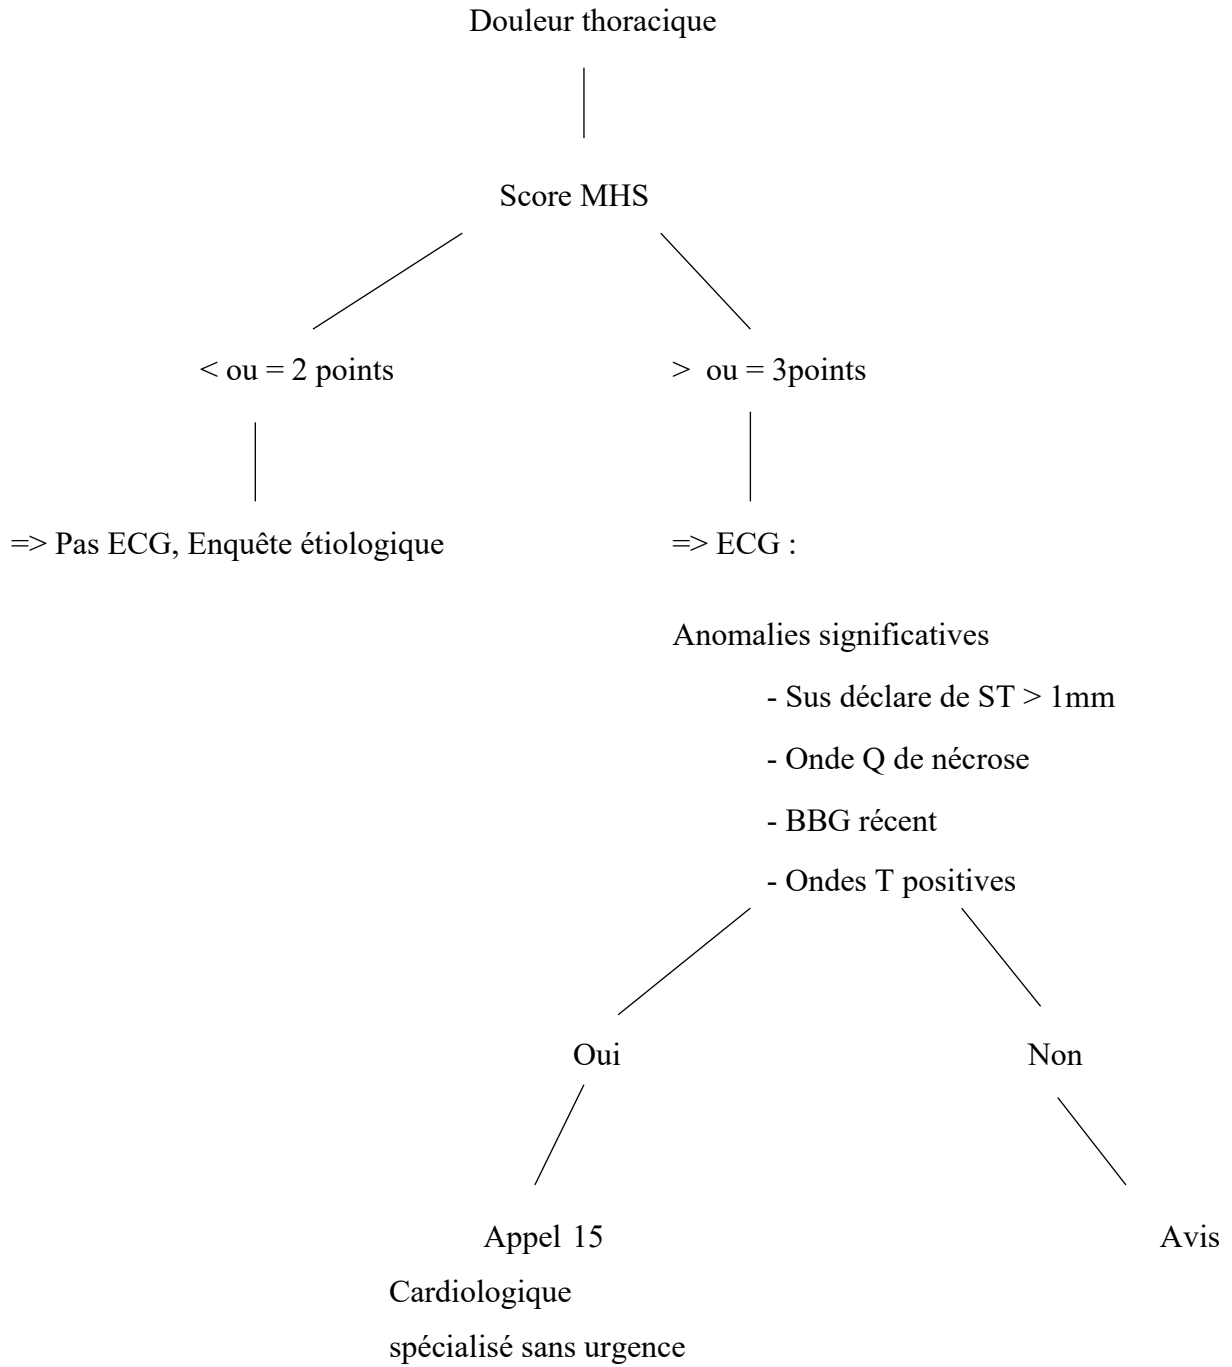 Douleur thoracique
Score MHS
< ou = 2 points
> ou = 3points
=> Pas ECG, Enquête étiologique
=> ECG :
Anomalies significatives
- Sus déclare de ST > 1mm
- Onde Q de nécrose
- BBG récent
- Ondes T positives
Oui
Non
Appel 15
Avis
Cardiologique
spécialisé sans urgence